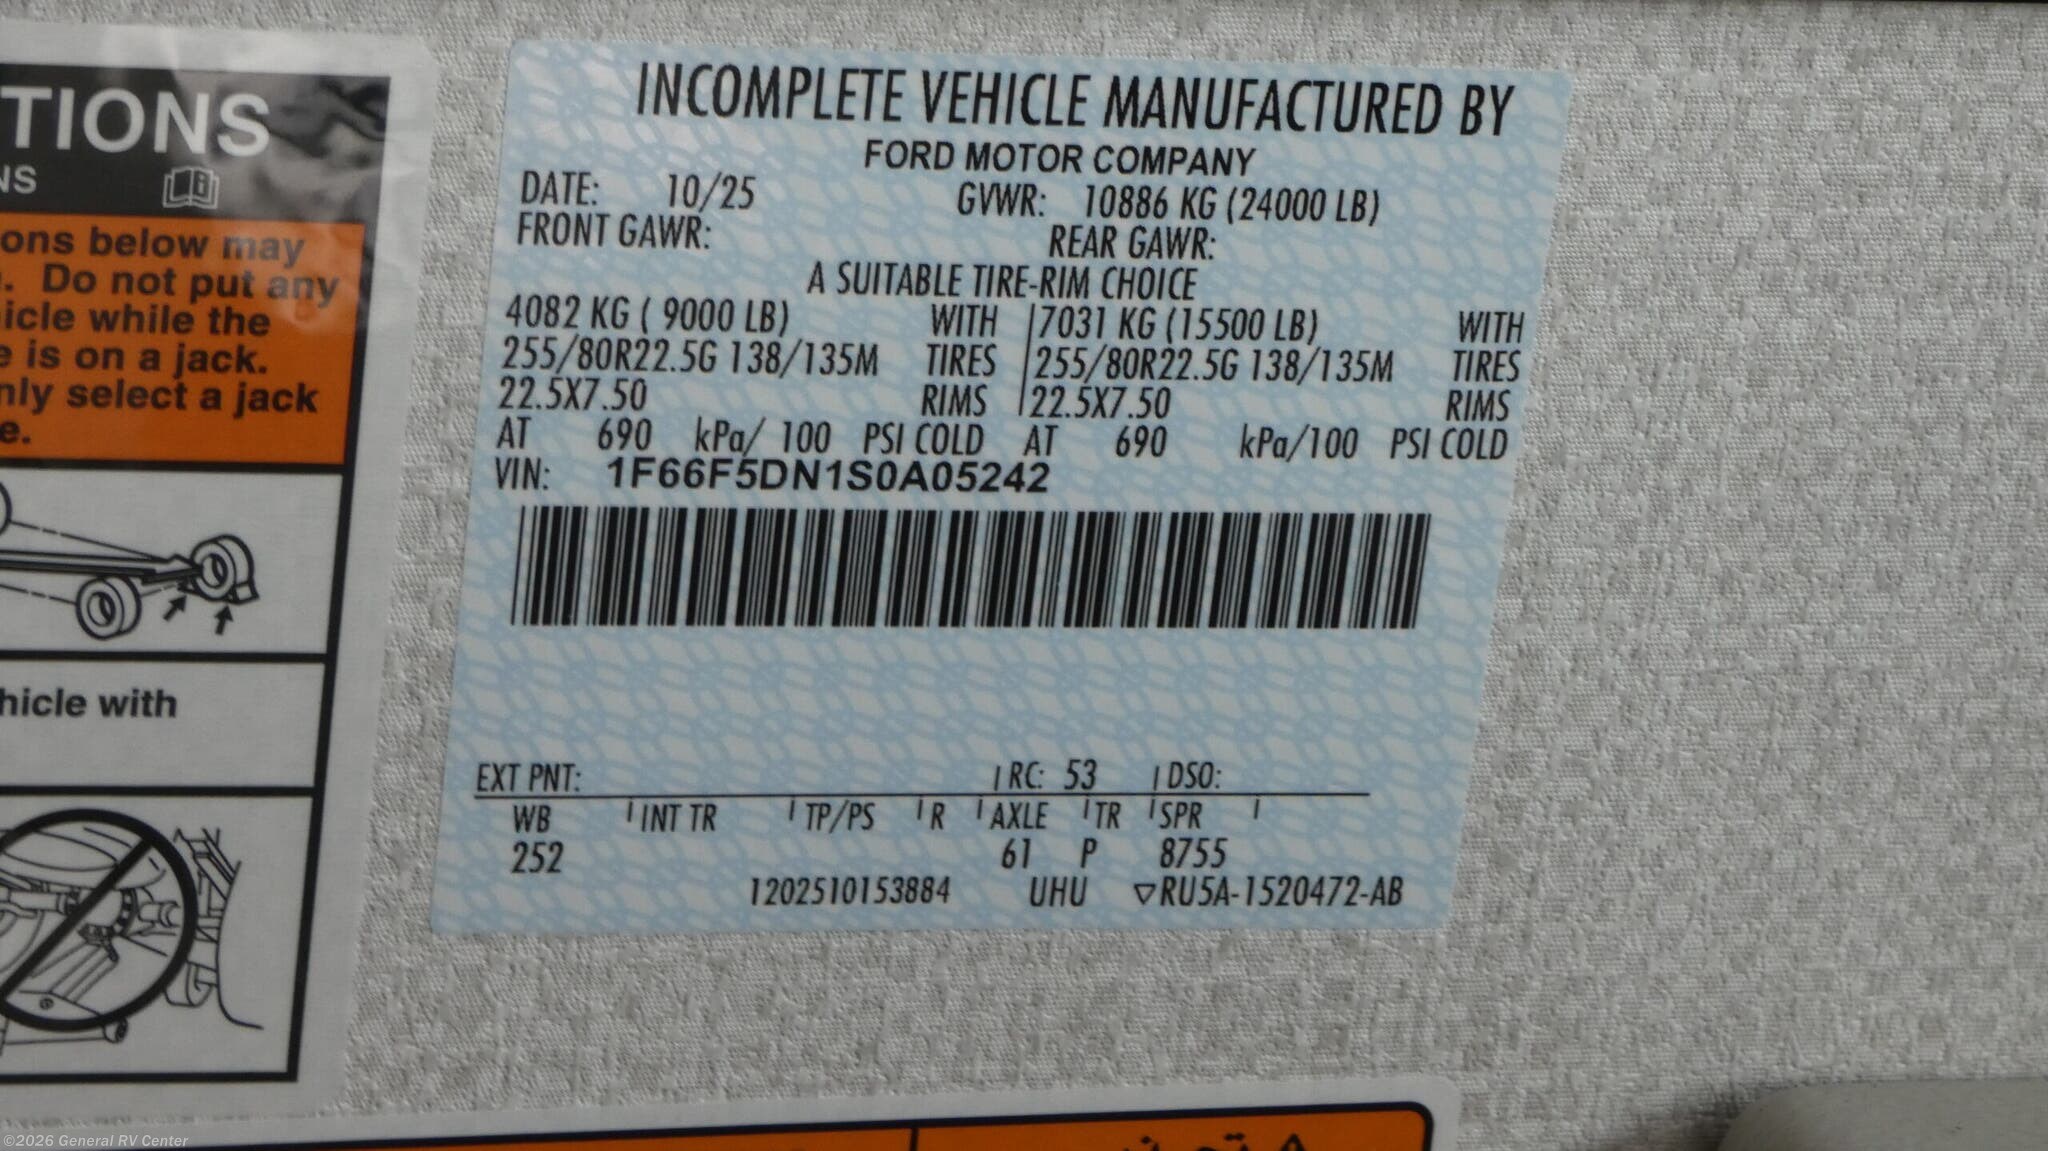 TIONS
NS
ons below may
. Do not put any
icle while the
e is on a jack.
nly select a jack
e.
hicle with
INCOMPLETE VEHICLE MANUFACTURED BY
FORD MOTOR COMPANY
DATE: 10/25 GVWR: 10886 KG (24000 LB)
FRONT GAWR: REAR GAWR:
A SUITABLE TIRE-RIM CHOICE
4082 KG ( 9000 LB) WITH 7031 KG (15500 LB) WITH
255/80R22.5G 138/135M TIRES 255/80R22.5G 138/135M TIRES
22.5X7.50 RIMS 22.5X7.50 RIMS
AT 690 kPa/ 100 PSI COLD AT 690 kPa/100 PSI COLD
VIN: 1F66F5DN1S0A05242
EXT PNT: RC: 53 DSO:
WB INT TR TP/PS R AXLE TR SPR
252 61 P 8755
1202510153884 UHU ▽RU5A-1520472-AB
©2026 General RV Center